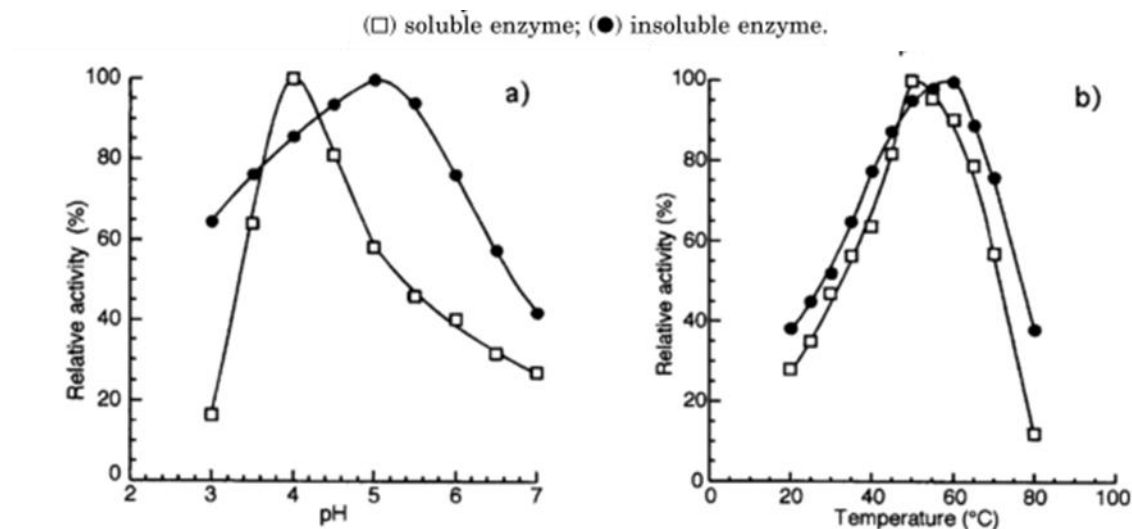 (□) soluble enzyme; (●) insoluble enzyme.
a)
Relative activity (%)
100
80
60
40
20
0
2 3 4 5 6 7
pH
b)
Relative activity (%)
100
80
60
40
20
0
0 20 40 60 80 100
Temperature (°C)